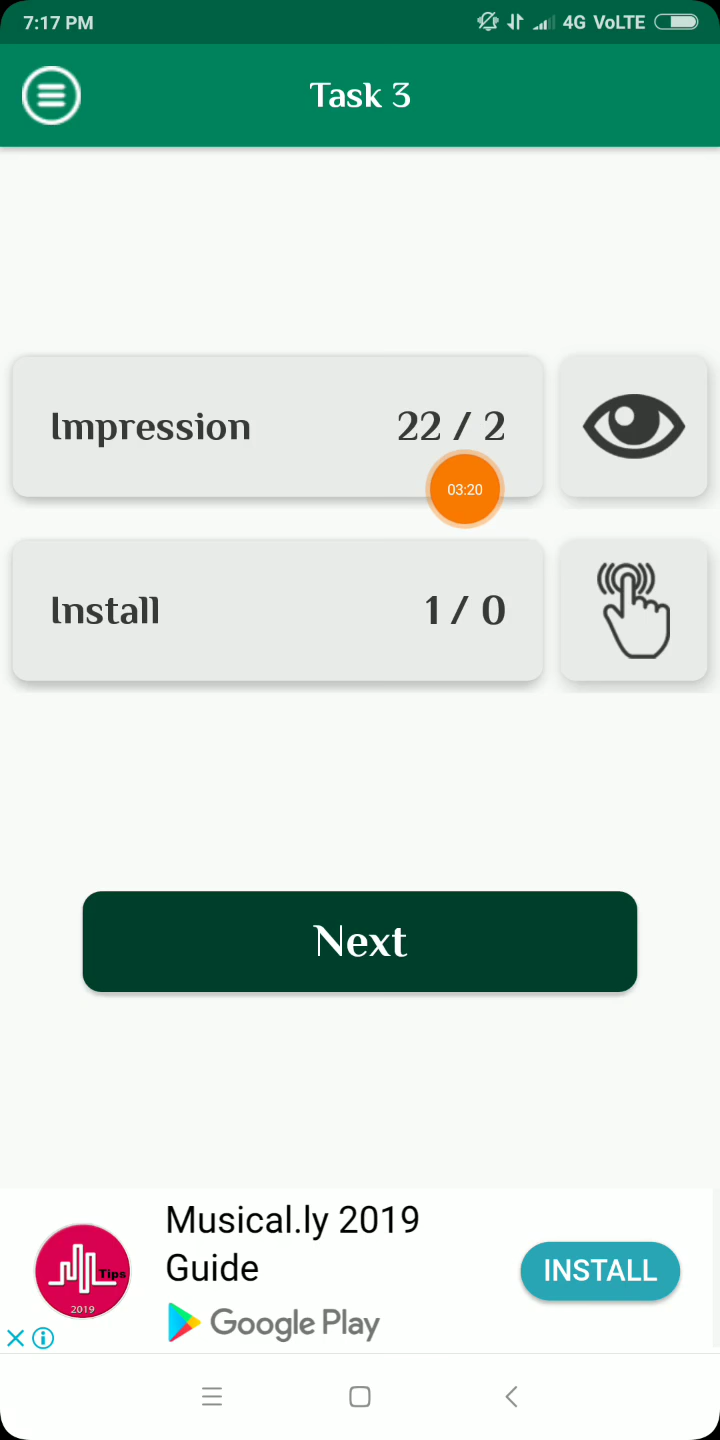 7:17 PM 4G VoLTE
Task 3
Impression 22 / 2
03:20
Install 1 / 0
Next
Musical.ly 2019
Guide
INSTALL
Tips
2019
Google Play